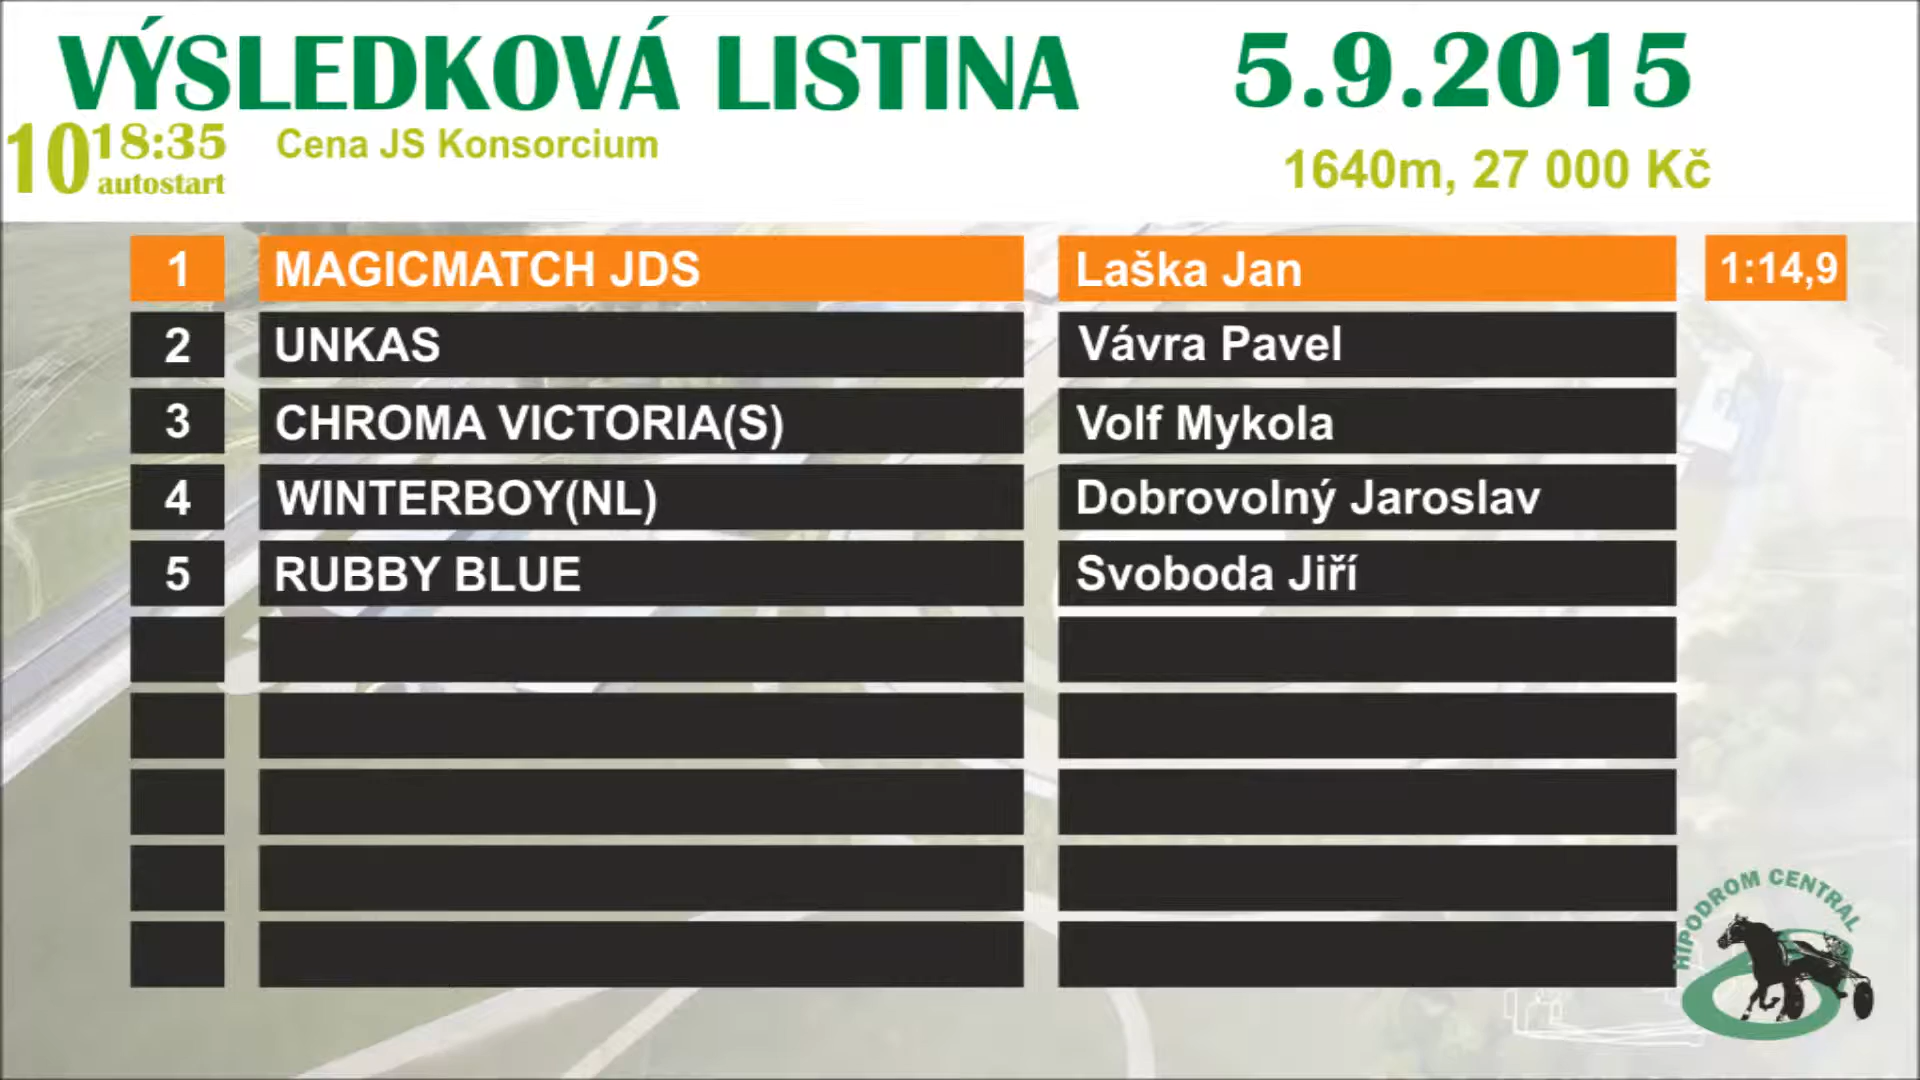 VÝSLEDKOVÁ LISTINA 5.9.2015
10 18:35 Cena JS Konsorcium
autostart 1640m, 27 000 Kč
1 MAGICMATCH JDS Laška Jan 1:14,9
2 UNKAS Vávra Pavel
3 CHROMA VICTORIA(S) Volf Mykola
4 WINTERBOY(NL) Dobrovolný Jaroslav
5 RUBBY BLUE Svoboda Jiří
HIPODROM CENTRAL